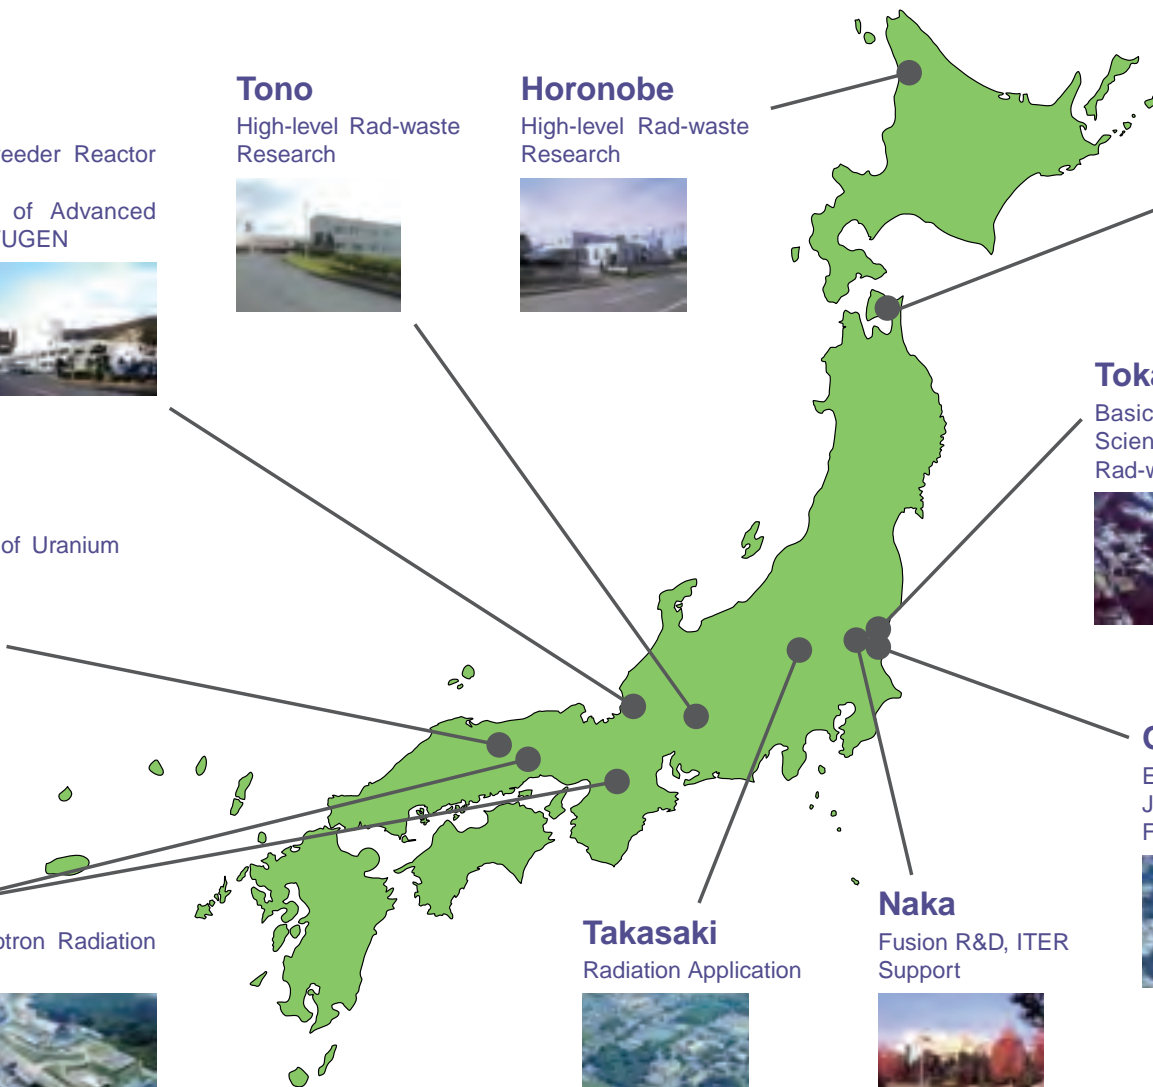 Tono
High-level Rad-waste
Research
Horonobe
High-level Rad-waste
Research
eeder Reactor
of Advanced
UGEN
Toka
Basic
Scien
Rad-w
of Uranium
otron Radiation
Takasaki
Radiation Application
Naka
Fusion R&D, ITER
Support
E
J
F